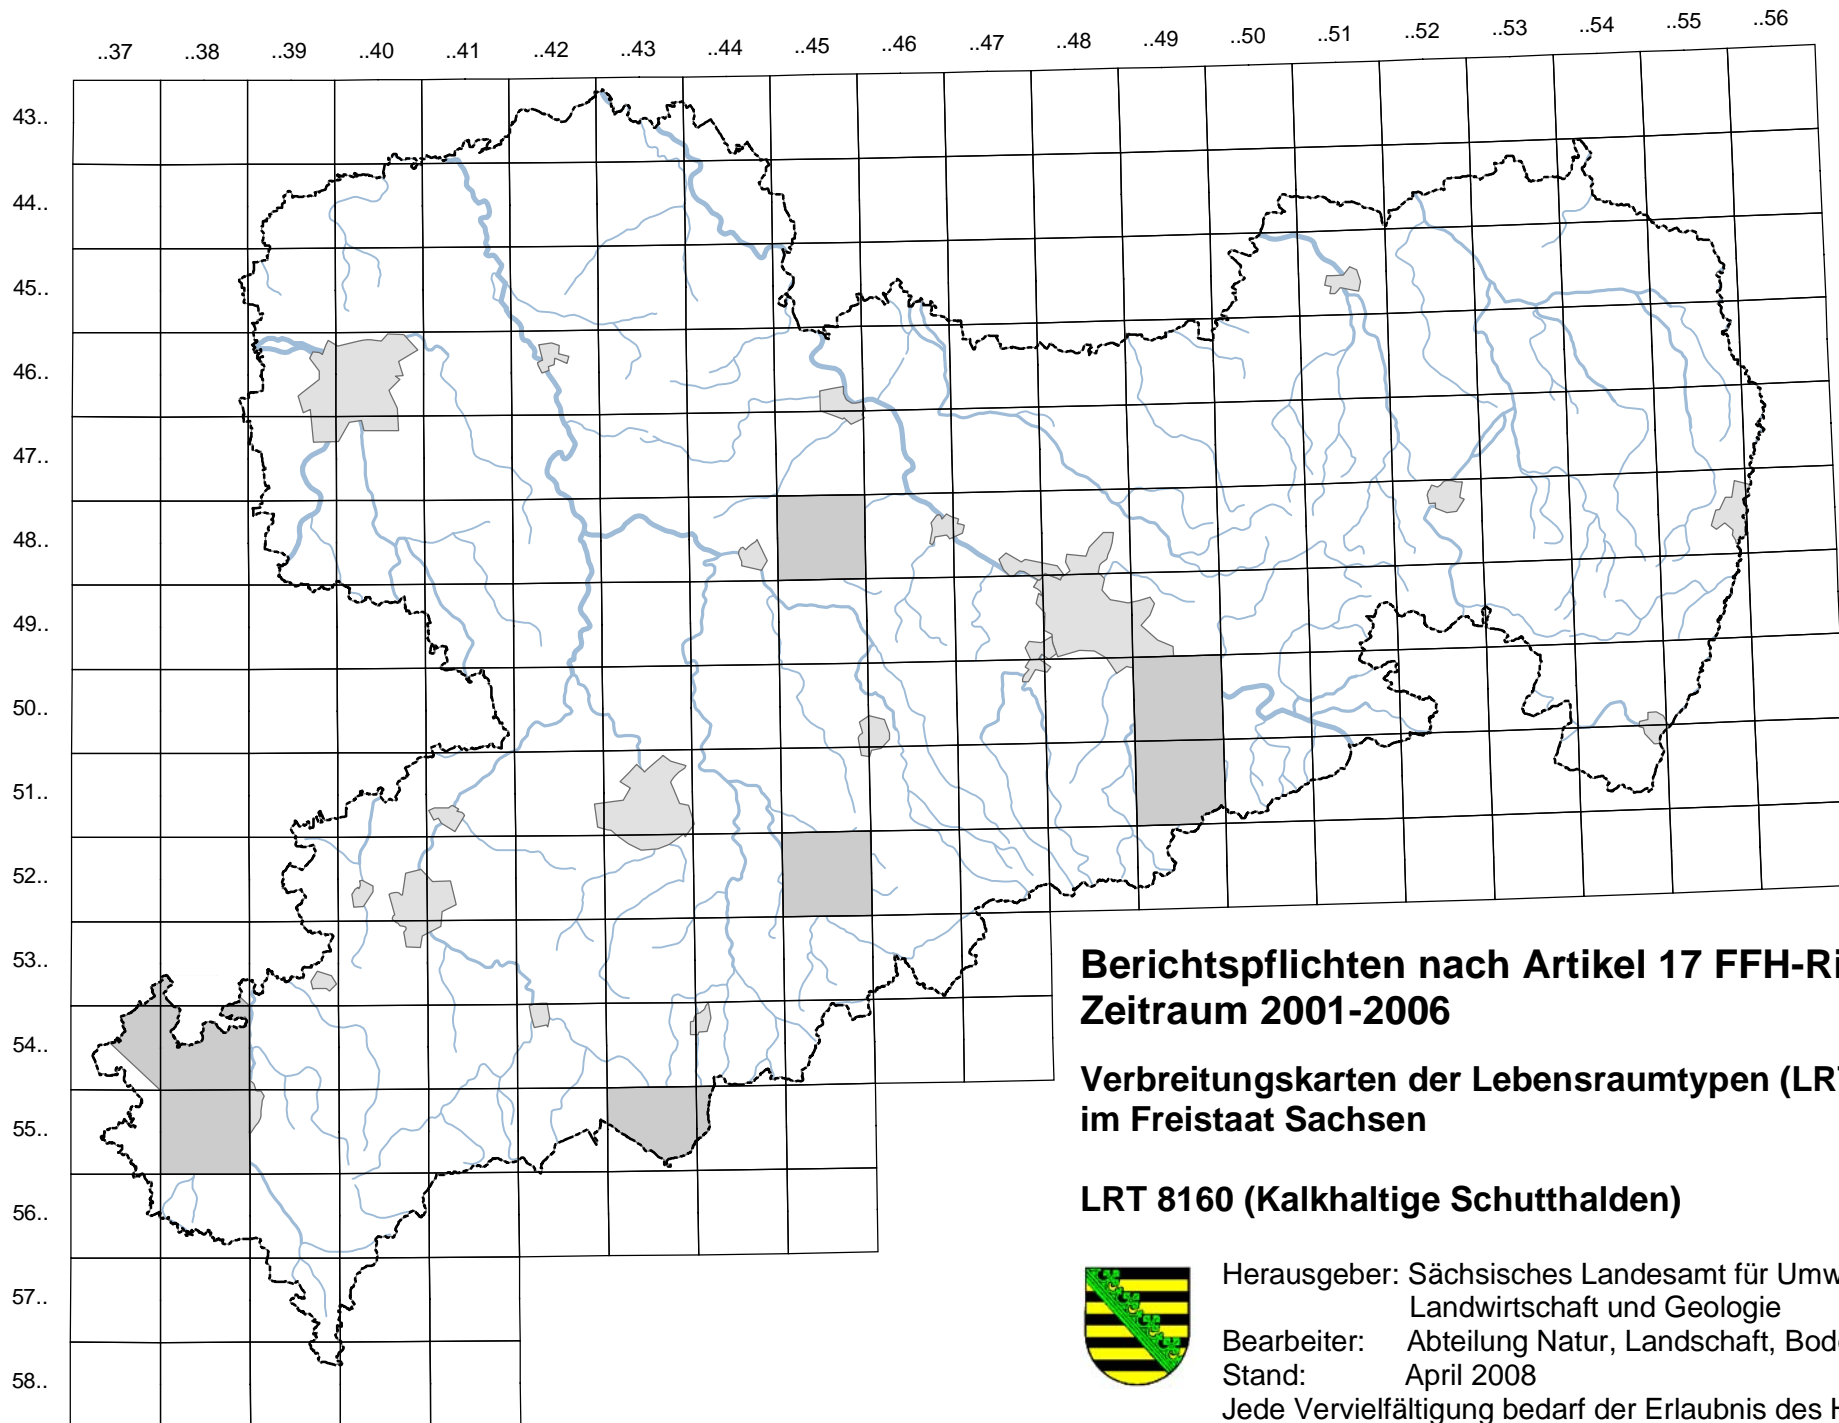 ..37 ..38 ..39 ..40 ..41 ..42 ..43 ..44 ..45 ..46 ..47 ..48 ..49 ..50 ..51 ..52 ..53 ..54 ..55 ..56
43..
44..
45..
46..
47..
48..
49..
50..
51..
52..
53..
54..
55..
56..
57..
58..
Berichtspflichten nach Artikel 17 FFH-Ri
Zeitraum 2001-2006
Verbreitungskarten der Lebensraumtypen (LRT
im Freistaat Sachsen
LRT 8160 (Kalkhaltige Schutthalden)
Herausgeber: Sächsisches Landesamt für Umw
Landwirtschaft und Geologie
Bearbeiter: Abteilung Natur, Landschaft, Bod
Stand: April 2008
Jede Vervielfältigung bedarf der Erlaubnis des H